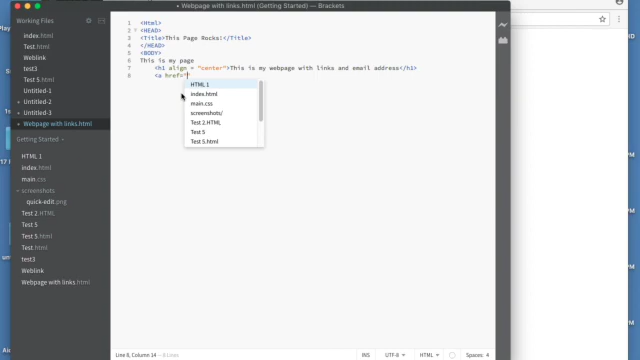 Webpage with links.html (Getting Started) — Brackets
Working Files
index.html
Test.html
Weblink
test3
Test 5.html
Untitled-1
Untitled-2
Untitled-3
Webpage with links.html
Getting Started
HTML 1
index.html
main.css
screenshots
quick-edit.png
Test 2.HTML
Test 5
Test 5.html
Test.html
test3
Weblink
Webpage with links.html
1 <Html>
2 <HEAD>
3 <Title>This Page Rocks!</Title>
4 </HEAD>
5 <BODY>
6 This is my page
7 <h1 align = "center">This is my webpage with links and email address</h1>
8 <a href="
HTML 1
index.html
main.css
screenshots/
Test 2.HTML
Test 5
Test 5.html
Line 8, Column 14 — 8 Lines
INS
UTF-8
HTML
Spaces: 4